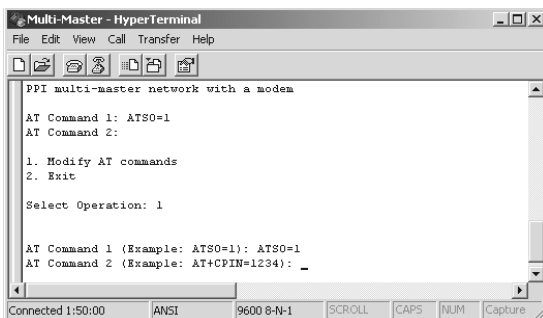 Multi-Master - HyperTerminal
File Edit View Call Transfer Help
PPI multi-master network with a modem
AT Command 1: ATS0=1
AT Command 2:
1. Modify AT commands
2. Exit
Select Operation: 1
AT Command 1 (Example: ATS0=1): ATS0=1
AT Command 2 (Example: AT+CPIN=1234): _
Connected 1:50:00 ANSI 9600 8-N-1 SCROLL CAPS NUM Capture